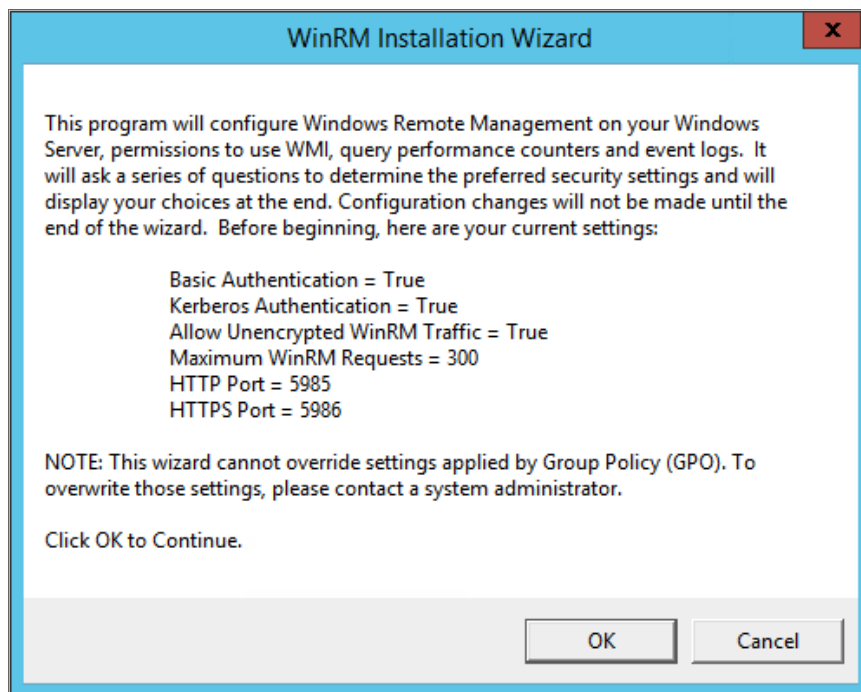 WinRM Installation Wizard
x
This program will configure Windows Remote Management on your Windows
Server, permissions to use WMI, query performance counters and event logs.  It
will ask a series of questions to determine the preferred security settings and will
display your choices at the end. Configuration changes will not be made until the
end of the wizard.  Before beginning, here are your current settings:
Basic Authentication = True
Kerberos Authentication = True
Allow Unencrypted WinRM Traffic = True
Maximum WinRM Requests = 300
HTTP Port = 5985
HTTPS Port = 5986
NOTE: This wizard cannot override settings applied by Group Policy (GPO). To
overwrite those settings, please contact a system administrator.
Click OK to Continue.
OK
Cancel